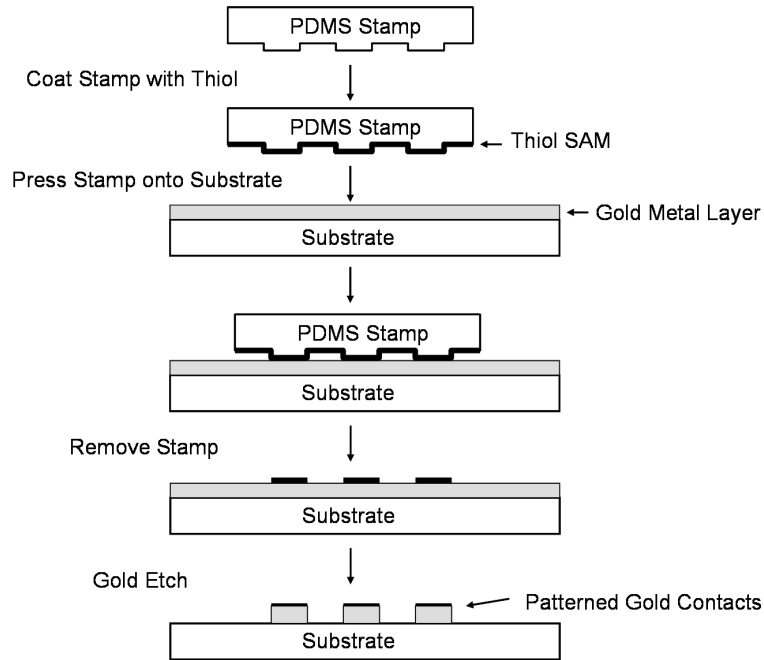 PDMS Stamp
Coat Stamp with Thiol
PDMS Stamp
Thiol SAM
Press Stamp onto Substrate
Gold Metal Layer
Substrate
PDMS Stamp
Substrate
Remove Stamp
Substrate
Gold Etch
Patterned Gold Contacts
Substrate